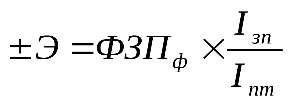 ±Э =ФЗП_ф × I_зп / I_пт